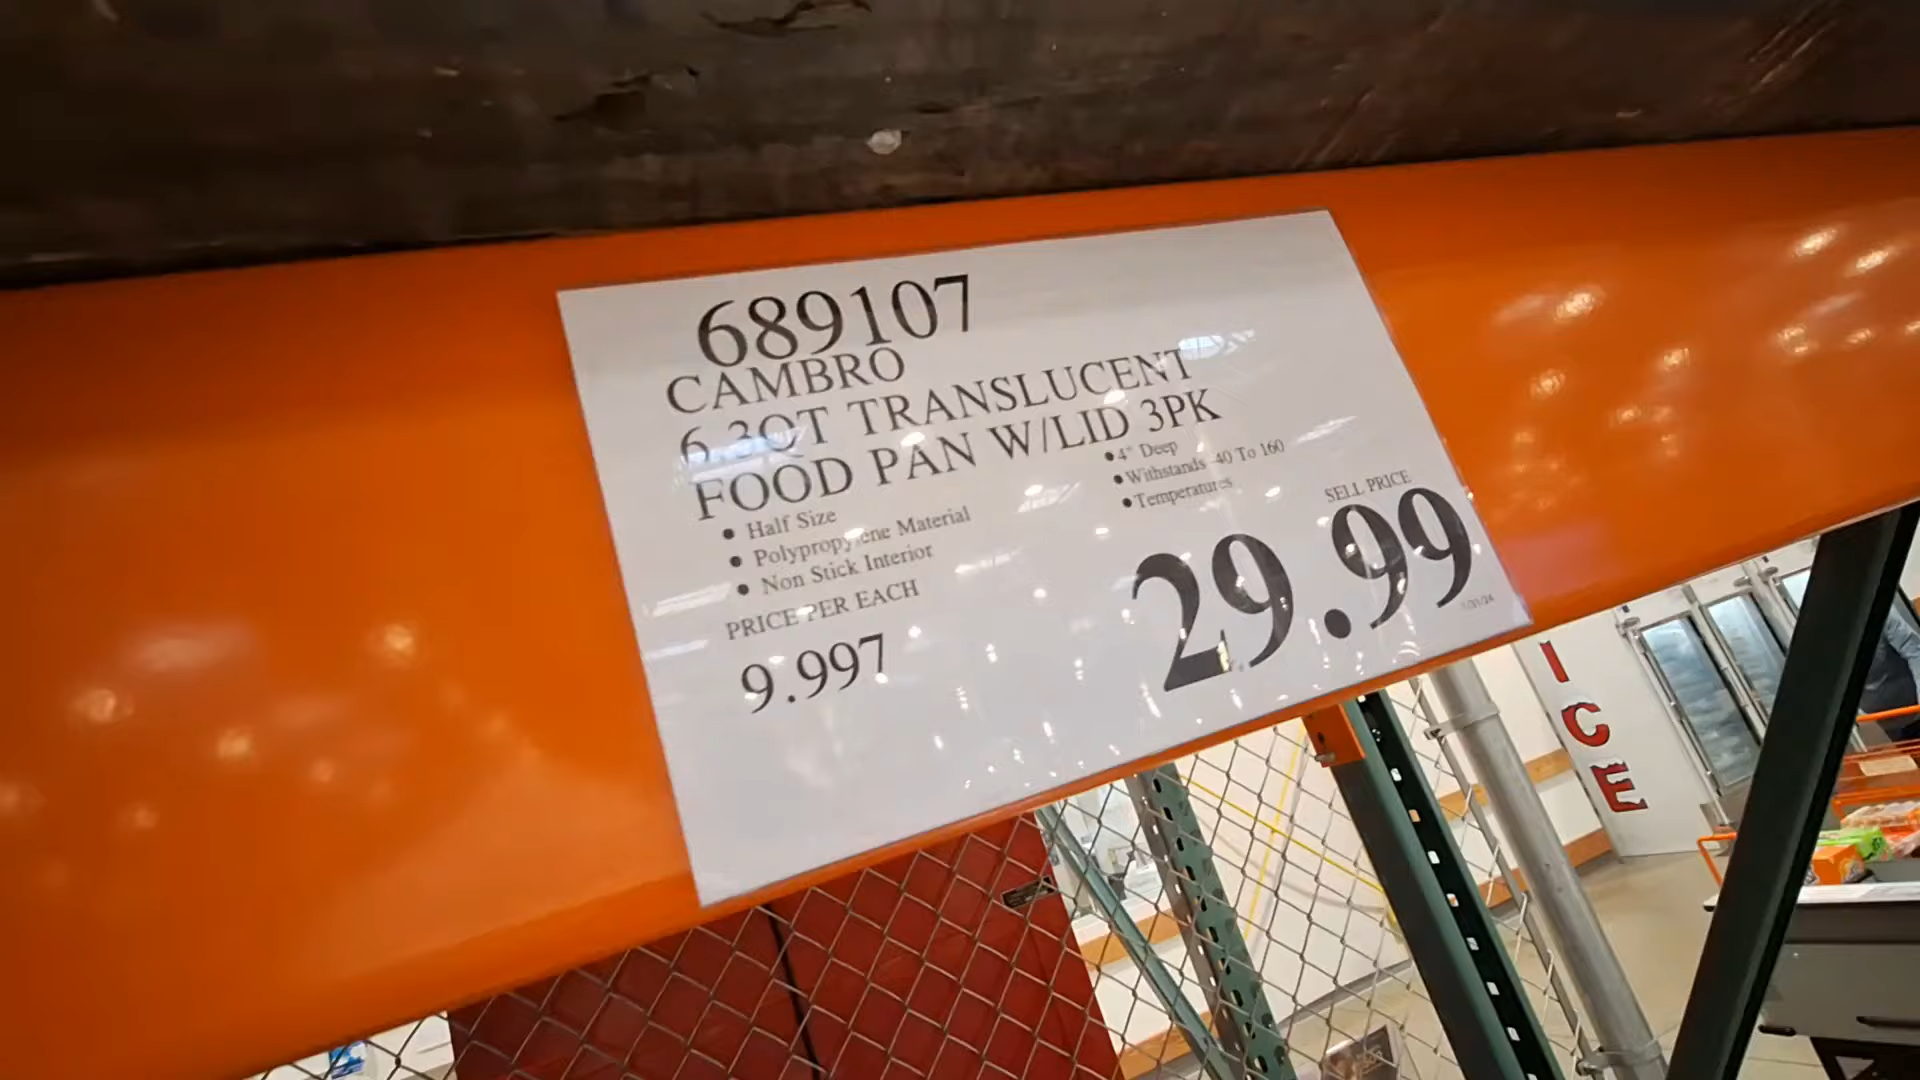 689107
CAMBRO
6.3QT TRANSLUCENT
FOOD PAN W/LID 3PK
● Half Size
● Polypropylene Material
● Non Stick Interior
● 4" Deep
● Withstands -40 To 160
● Temperatures
PRICE PER EACH
9.997
SELL PRICE
29.99
ICE